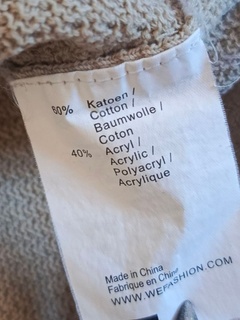 60% Katoen /
Cotton /
Baumwolle /
Coton
40% Acryl /
Acrylic /
Polyacryl /
Acrylique
Made in China
Fabrique en Chine
WWW.WEFASHION.COM